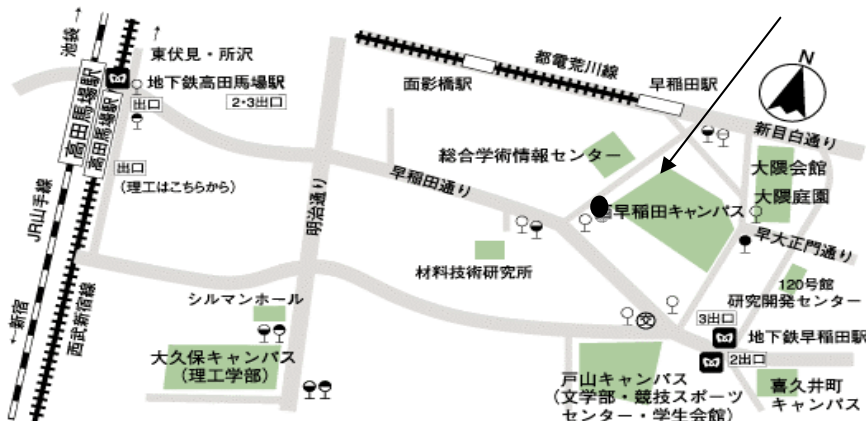 池袋→
東伏見・所沢
地下鉄高田馬場駅
出口
2・3出口
高田馬場駅
高田馬場駅
出口
(理工はこちらから)
JR山手線
西武新宿線
←新宿
明治通り
早稲田通り
面影橋駅
都電荒川線
早稲田駅
N
新目白通り
総合学術情報センター
大隈会館
大隈庭園
早稲田キャンパス
早大正門通り
材料技術研究所
120号館
研究開発センター
シルマンホール
大久保キャンパス
(理工学部)
交
3出口
地下鉄早稲田駅
2出口
戸山キャンパス
(文学部・競技スポーツ
センター・学生会館)
喜久井町
キャンパス